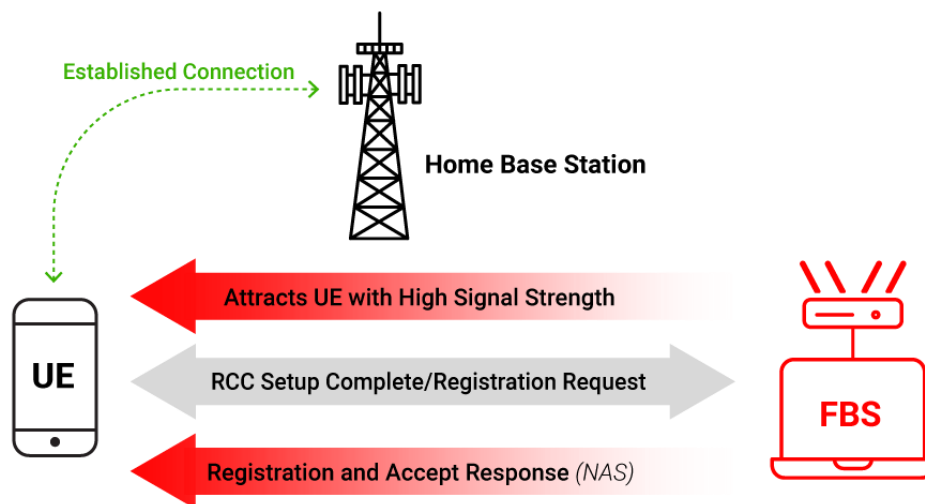 Established Connection
Home Base Station
Attracts UE with High Signal Strength
UE
RCC Setup Complete/Registration Request
FBS
Registration and Accept Response (NAS)